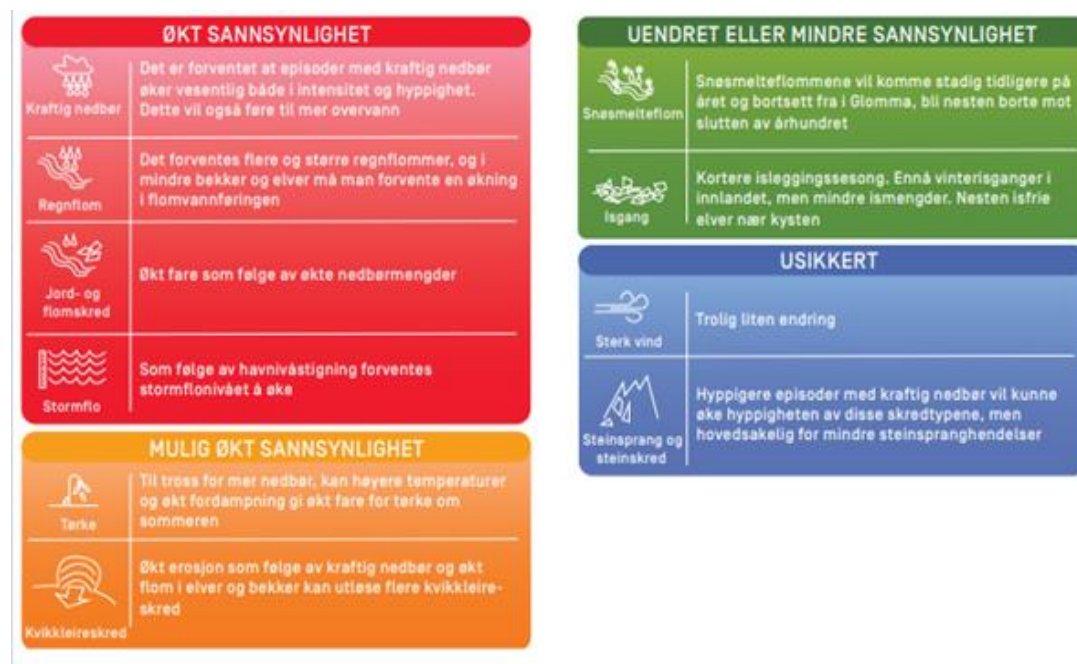 ØKT SANNSYNLIGHET
Kraftig nedbør
Det er forventet at episoder med kraftig nedbør
øker vesentlig både i intensitet og hyppighet.
Dette vil også føre til mer overvann
Regnflom
Det forventes flere og større regnflommer, og i
mindre bekker og elver må man forvente en økning
i flomvannføringen
Jord- og
flomskred
Økt fare som følge av økte nedbørmengder
Stormflo
Som følge av havnivåstigning forventes
stormflonivået å øke
MULIG ØKT SANNSYNLIGHET
Tørke
Til tross for mer nedbør, kan høyere temperaturer
og økt fordampning gi økt fare for tørke om
sommeren
Kvikkleireskred
Økt erosjon som følge av kraftig nedbør og økt
flom i elver og bekker kan utløse flere kvikkleire-
skred
UENDRET ELLER MINDRE SANNSYNLIGHET
Snøsmelteflom
Snøsmelteflommene vil komme stadig tidligere på
året og bortsett fra i Glomma, bli nesten borte mot
slutten av århundret
Isgang
Kortere isleggingssesong. Ennå vinterisganger i
innlandet, men mindre ismengder. Nesten isfrie
elver nær kysten
USIKKERT
Sterk vind
Trolig liten endring
Steinsprang og
steinskred
Hyppigere episoder med kraftig nedbør vil kunne
øke hyppigheten av disse skredtypene, men
hovedsakelig for mindre steinspranghendelser